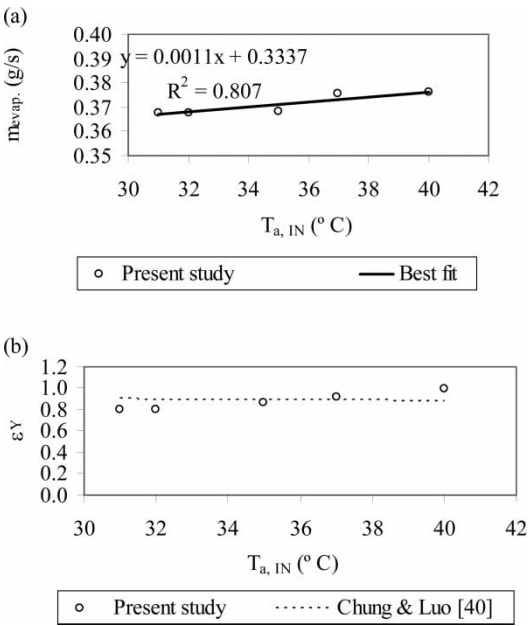 (a)
0.40
y = 0.0011x + 0.3337
0.39
0.38
R² = 0.807
0.37
0.36
0.35
mevap. (g/s)
30 32 34 36 38 40 42
Ta, IN (º C)
Present study Best fit
(b)
1.2
1.0
0.8
0.6
0.4
0.2
0.0
εY
30 32 34 36 38 40 42
Ta, IN (º C)
Present study Chung & Luo [40]